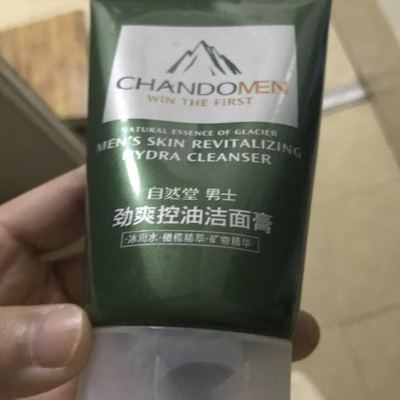 CHANDOMEN
WIN THE FiRST
NATURAL ESSENCE OF GLACIER
MEN'S SKIN REVITALIZING
HYDRA CLEANSER
自然堂 男士
劲爽控油洁面膏
·冰川水·橄榄精萃·矿物精华·